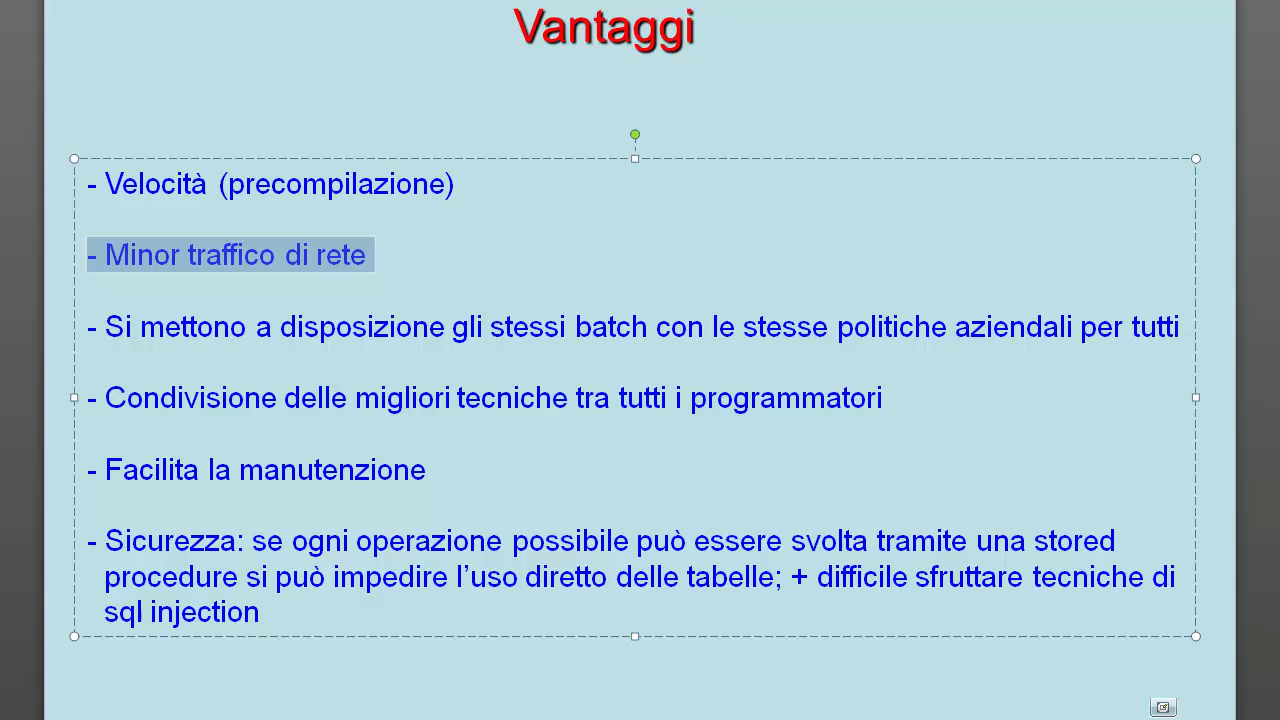 Vantaggi
- Velocità (precompilazione)
- Minor traffico di rete
- Si mettono a disposizione gli stessi batch con le stesse politiche aziendali per tutti
- Condivisione delle migliori tecniche tra tutti i programmatori
- Facilita la manutenzione
- Sicurezza: se ogni operazione possibile può essere svolta tramite una stored
procedure si può impedire l’uso diretto delle tabelle; + difficile sfruttare tecniche di
sql injection